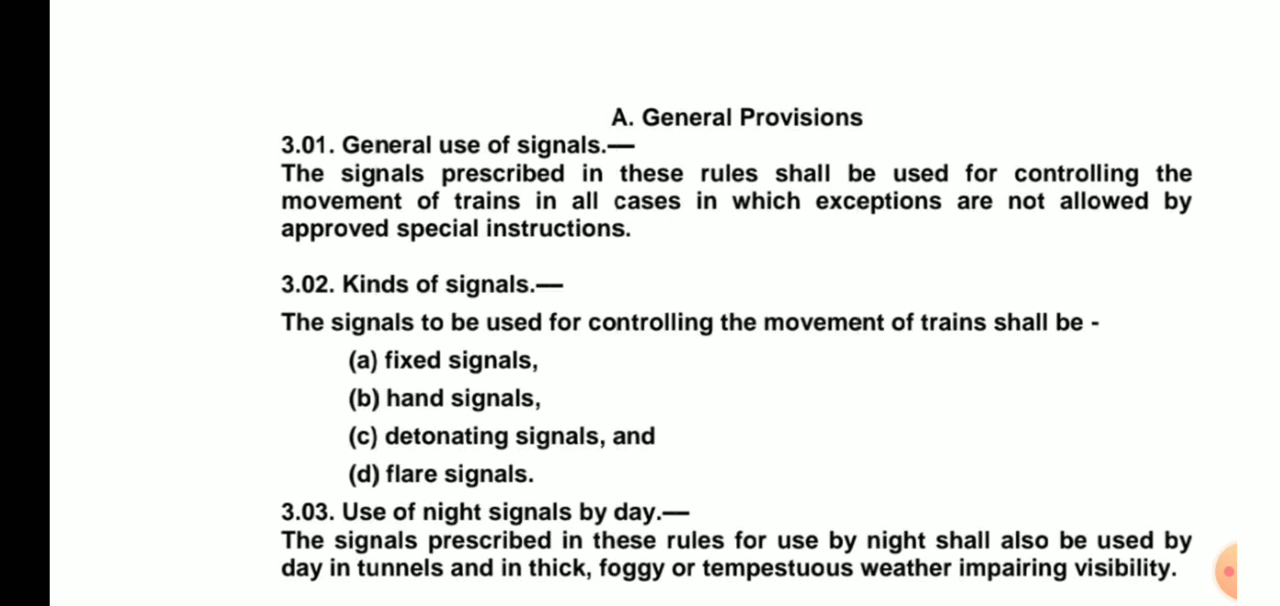 A. General Provisions
3.01. General use of signals.—
The signals prescribed in these rules shall be used for controlling the
movement of trains in all cases in which exceptions are not allowed by
approved special instructions.
3.02. Kinds of signals.—
The signals to be used for controlling the movement of trains shall be -
(a) fixed signals,
(b) hand signals,
(c) detonating signals, and
(d) flare signals.
3.03. Use of night signals by day.—
The signals prescribed in these rules for use by night shall also be used by
day in tunnels and in thick, foggy or tempestuous weather impairing visibility.